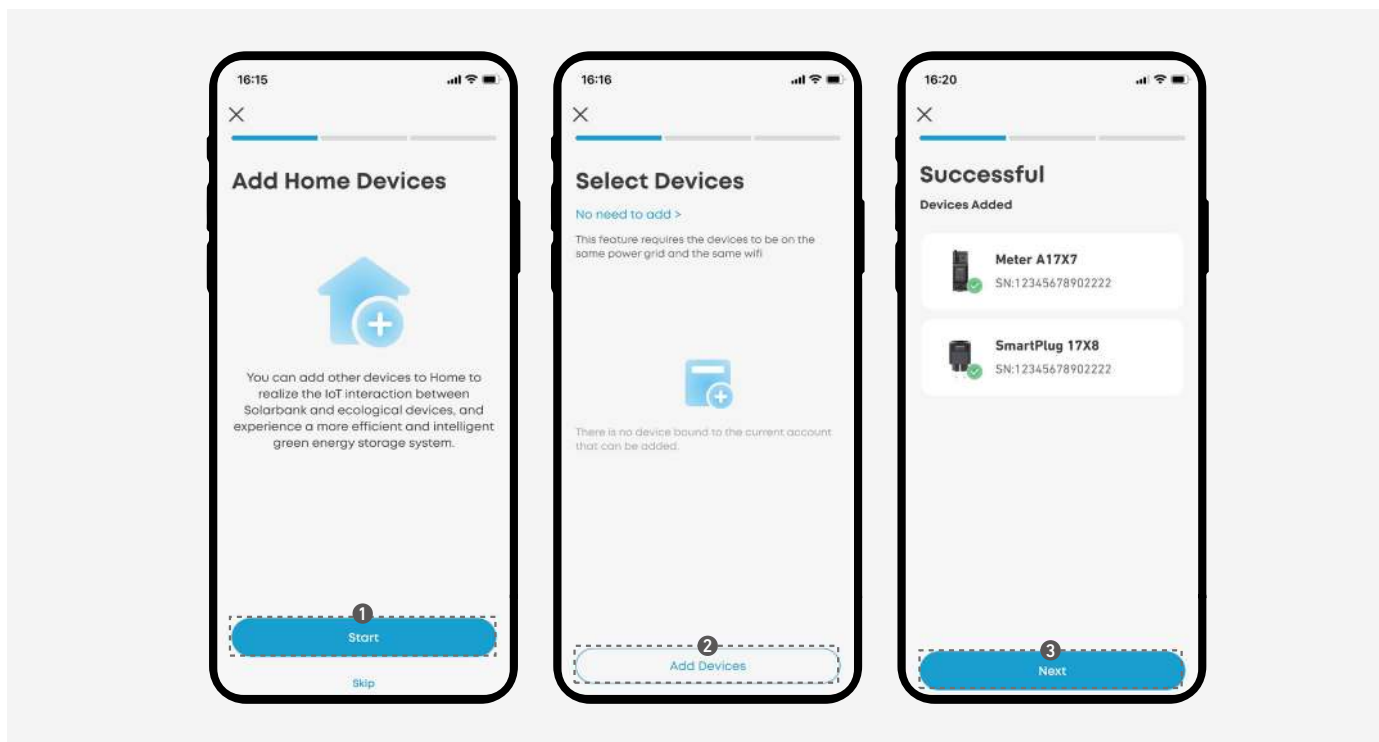 16:15
Add Home Devices
You can add other devices to Home to
realize the IoT interaction between
Solarbank and ecological devices, and
experience a more efficient and intelligent
green energy storage system.
1
Start
Skip
16:16
Select Devices
No need to add >
This feature requires the devices to be on the
same power grid and the same wifi
There is no device bound to the current account
that can be added.
2
Add Devices
16:20
Successful
Devices Added
Meter A17X7
SN:12345678902222
SmartPlug 17X8
SN:12345678902222
3
Next